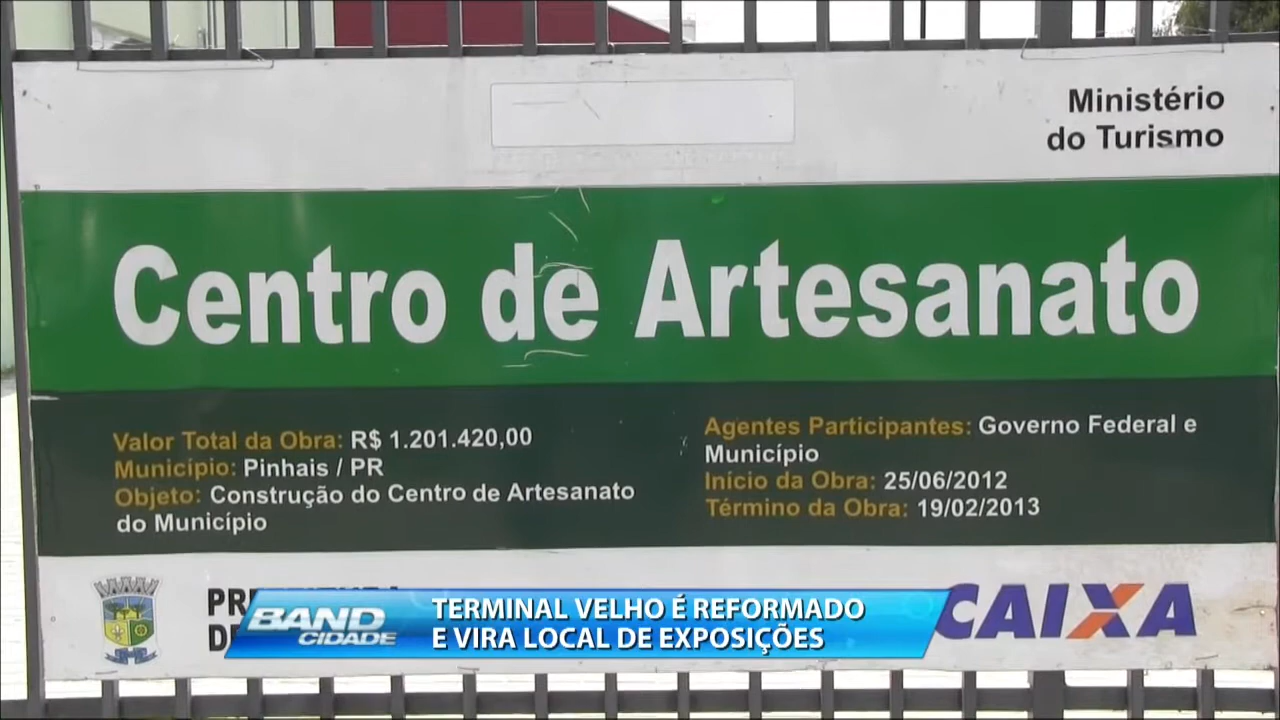 Ministério
do Turismo
Centro de Artesanato
Valor Total da Obra: R$ 1.201.420,00
Município: Pinhais / PR
Objeto: Construção do Centro de Artesanato
do Município
Agentes Participantes: Governo Federal e
Município
Início da Obra: 25/06/2012
Término da Obra: 19/02/2013
CAIXA
BAND
CIDADE
TERMINAL VELHO É REFORMADO
E VIRA LOCAL DE EXPOSIÇÕES